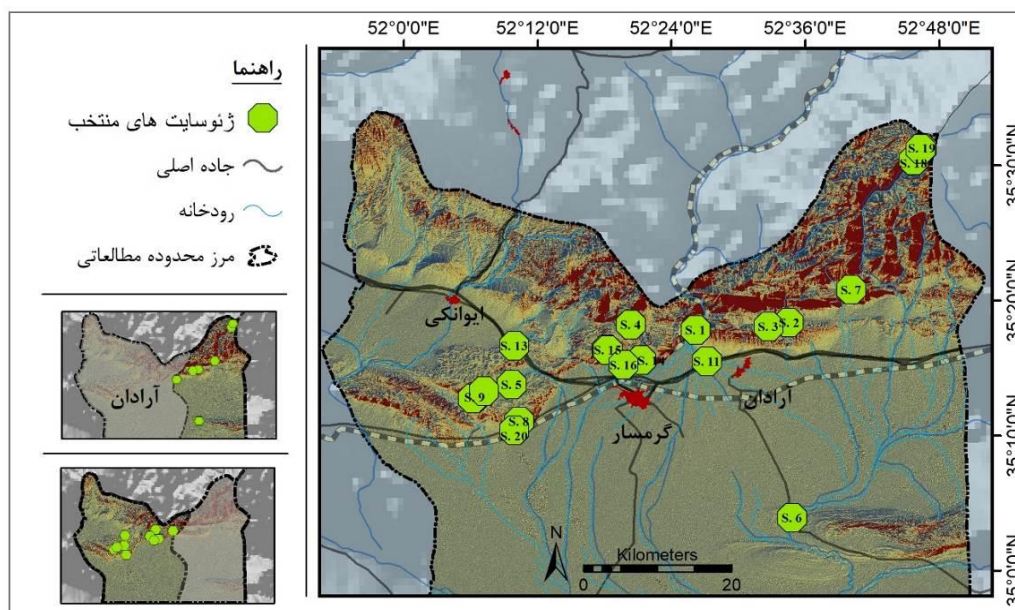 راهنما
ژئوسایت های منتخب
جاده اصلی
رودخانه
مرز محدوده مطالعاتی
آرادان
52°0'0"E 52°12'0"E 52°24'0"E 52°36'0"E 52°48'0"E
35°30'0"N
35°20'0"N
35°10'0"N
35°0'0"N
S. 19
S. 18
S. 7
S. 2
S. 3
S. 1
S. 4
S. 11
S. 15
S. 16
S. 13
S. 5
S. 9
S. 8
S. 20
S. 6
ایوانکی
گرمسار
آرادان
N
Kilometers
0 20